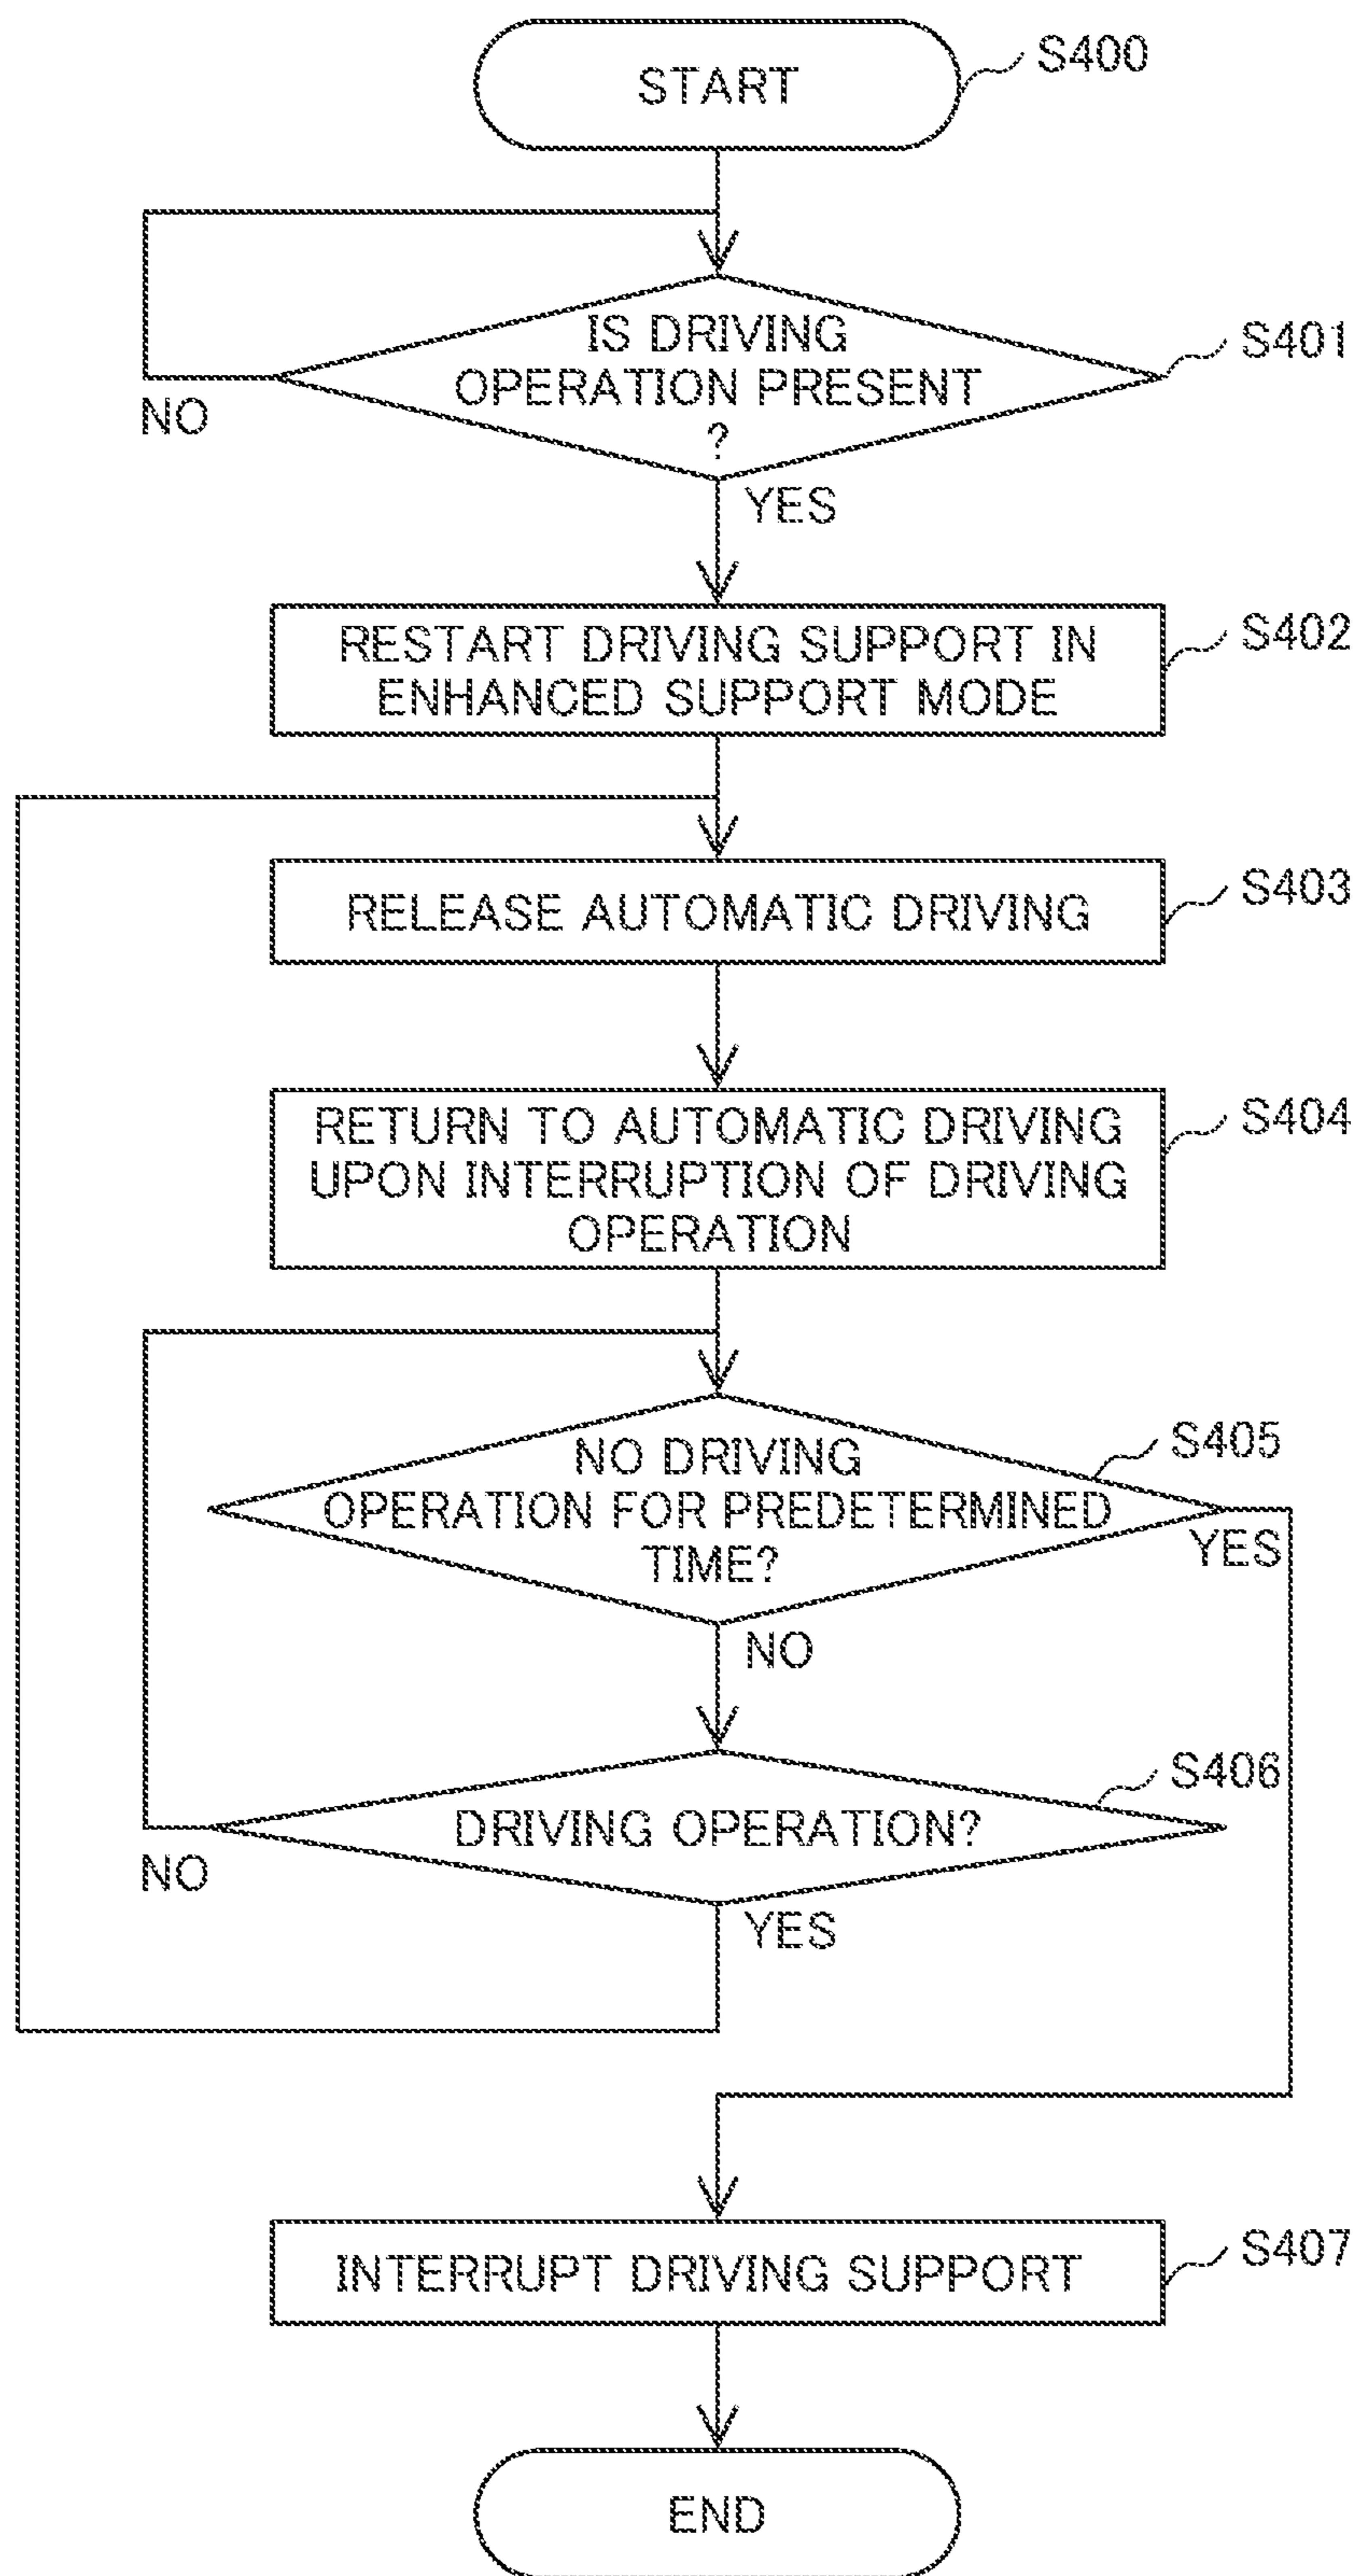 START
S400
IS DRIVING
OPERATION PRESENT
?
S401
NO
YES
RESTART DRIVING SUPPORT IN
ENHANCED SUPPORT MODE
S402
RELEASE AUTOMATIC DRIVING
S403
RETURN TO AUTOMATIC DRIVING
UPON INTERRUPTION OF DRIVING
OPERATION
S404
NO DRIVING
OPERATION FOR PREDETERMINED
TIME?
S405
YES
NO
DRIVING OPERATION?
S406
NO
YES
INTERRUPT DRIVING SUPPORT
S407
END